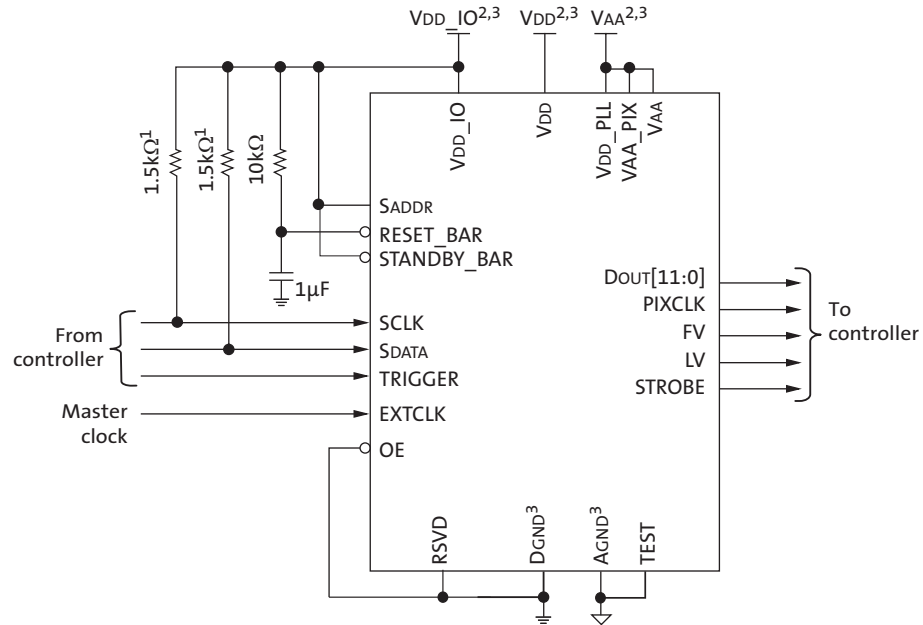 VDD_IO2,3 VDD2,3 VAA2,3
1.5kΩ1
1.5kΩ1
10kΩ
VDD_IO
VDD
VDD_PLL
VAA_PIX
VAA
SADDR
RESET_BAR
STANDBY_BAR
1µF
From
controller
SCLK
SDATA
TRIGGER
Master
clock
EXTCLK
OE
DOUT[11:0]
PIXCLK
FV
LV
STROBE
To
controller
RSVD
DGND3
AGND3
TEST